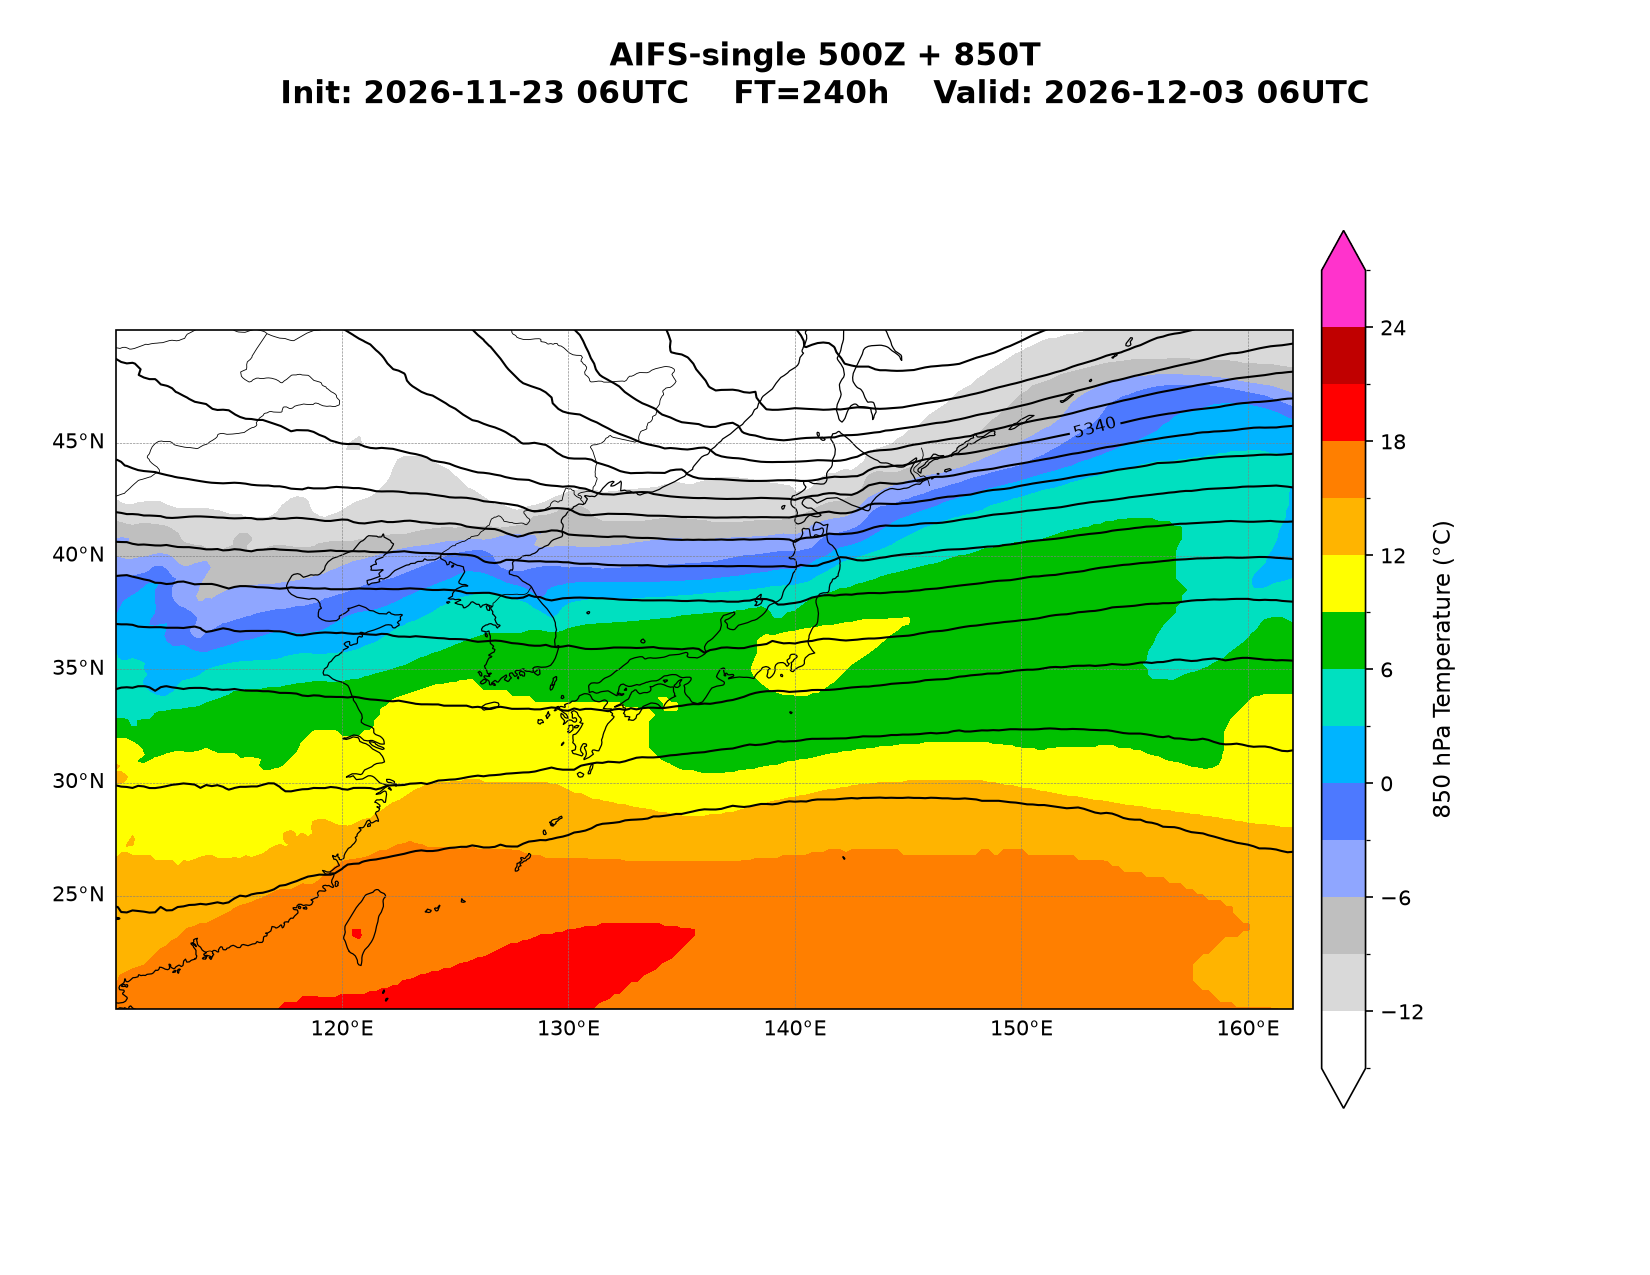 AIFS-single 500Z + 850T
Init: 2026-11-23 06UTC    FT=240h    Valid: 2026-12-03 06UTC
24
18
12
6
0
−6
−12
850 hPa Temperature (°C)
45°N
40°N
35°N
30°N
25°N
5340
120°E
130°E
140°E
150°E
160°E